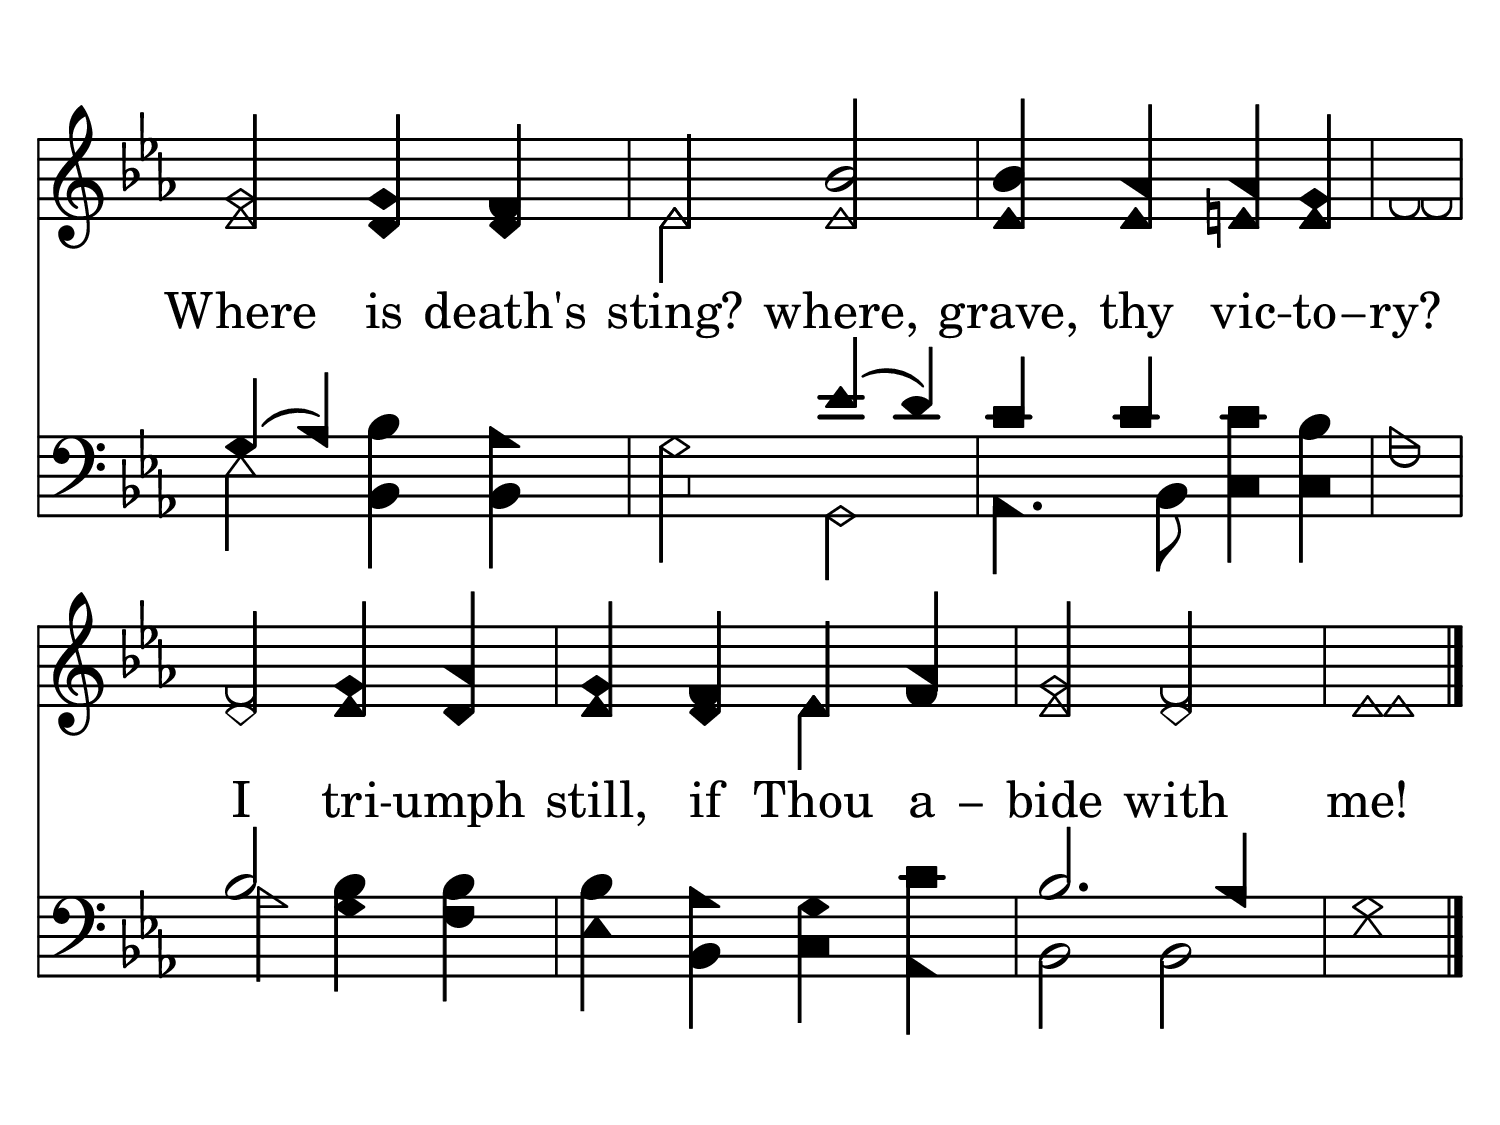 Where is death's sting? where, grave, thy vic-to–ry?
I tri-umph still, if Thou a – bide with me!